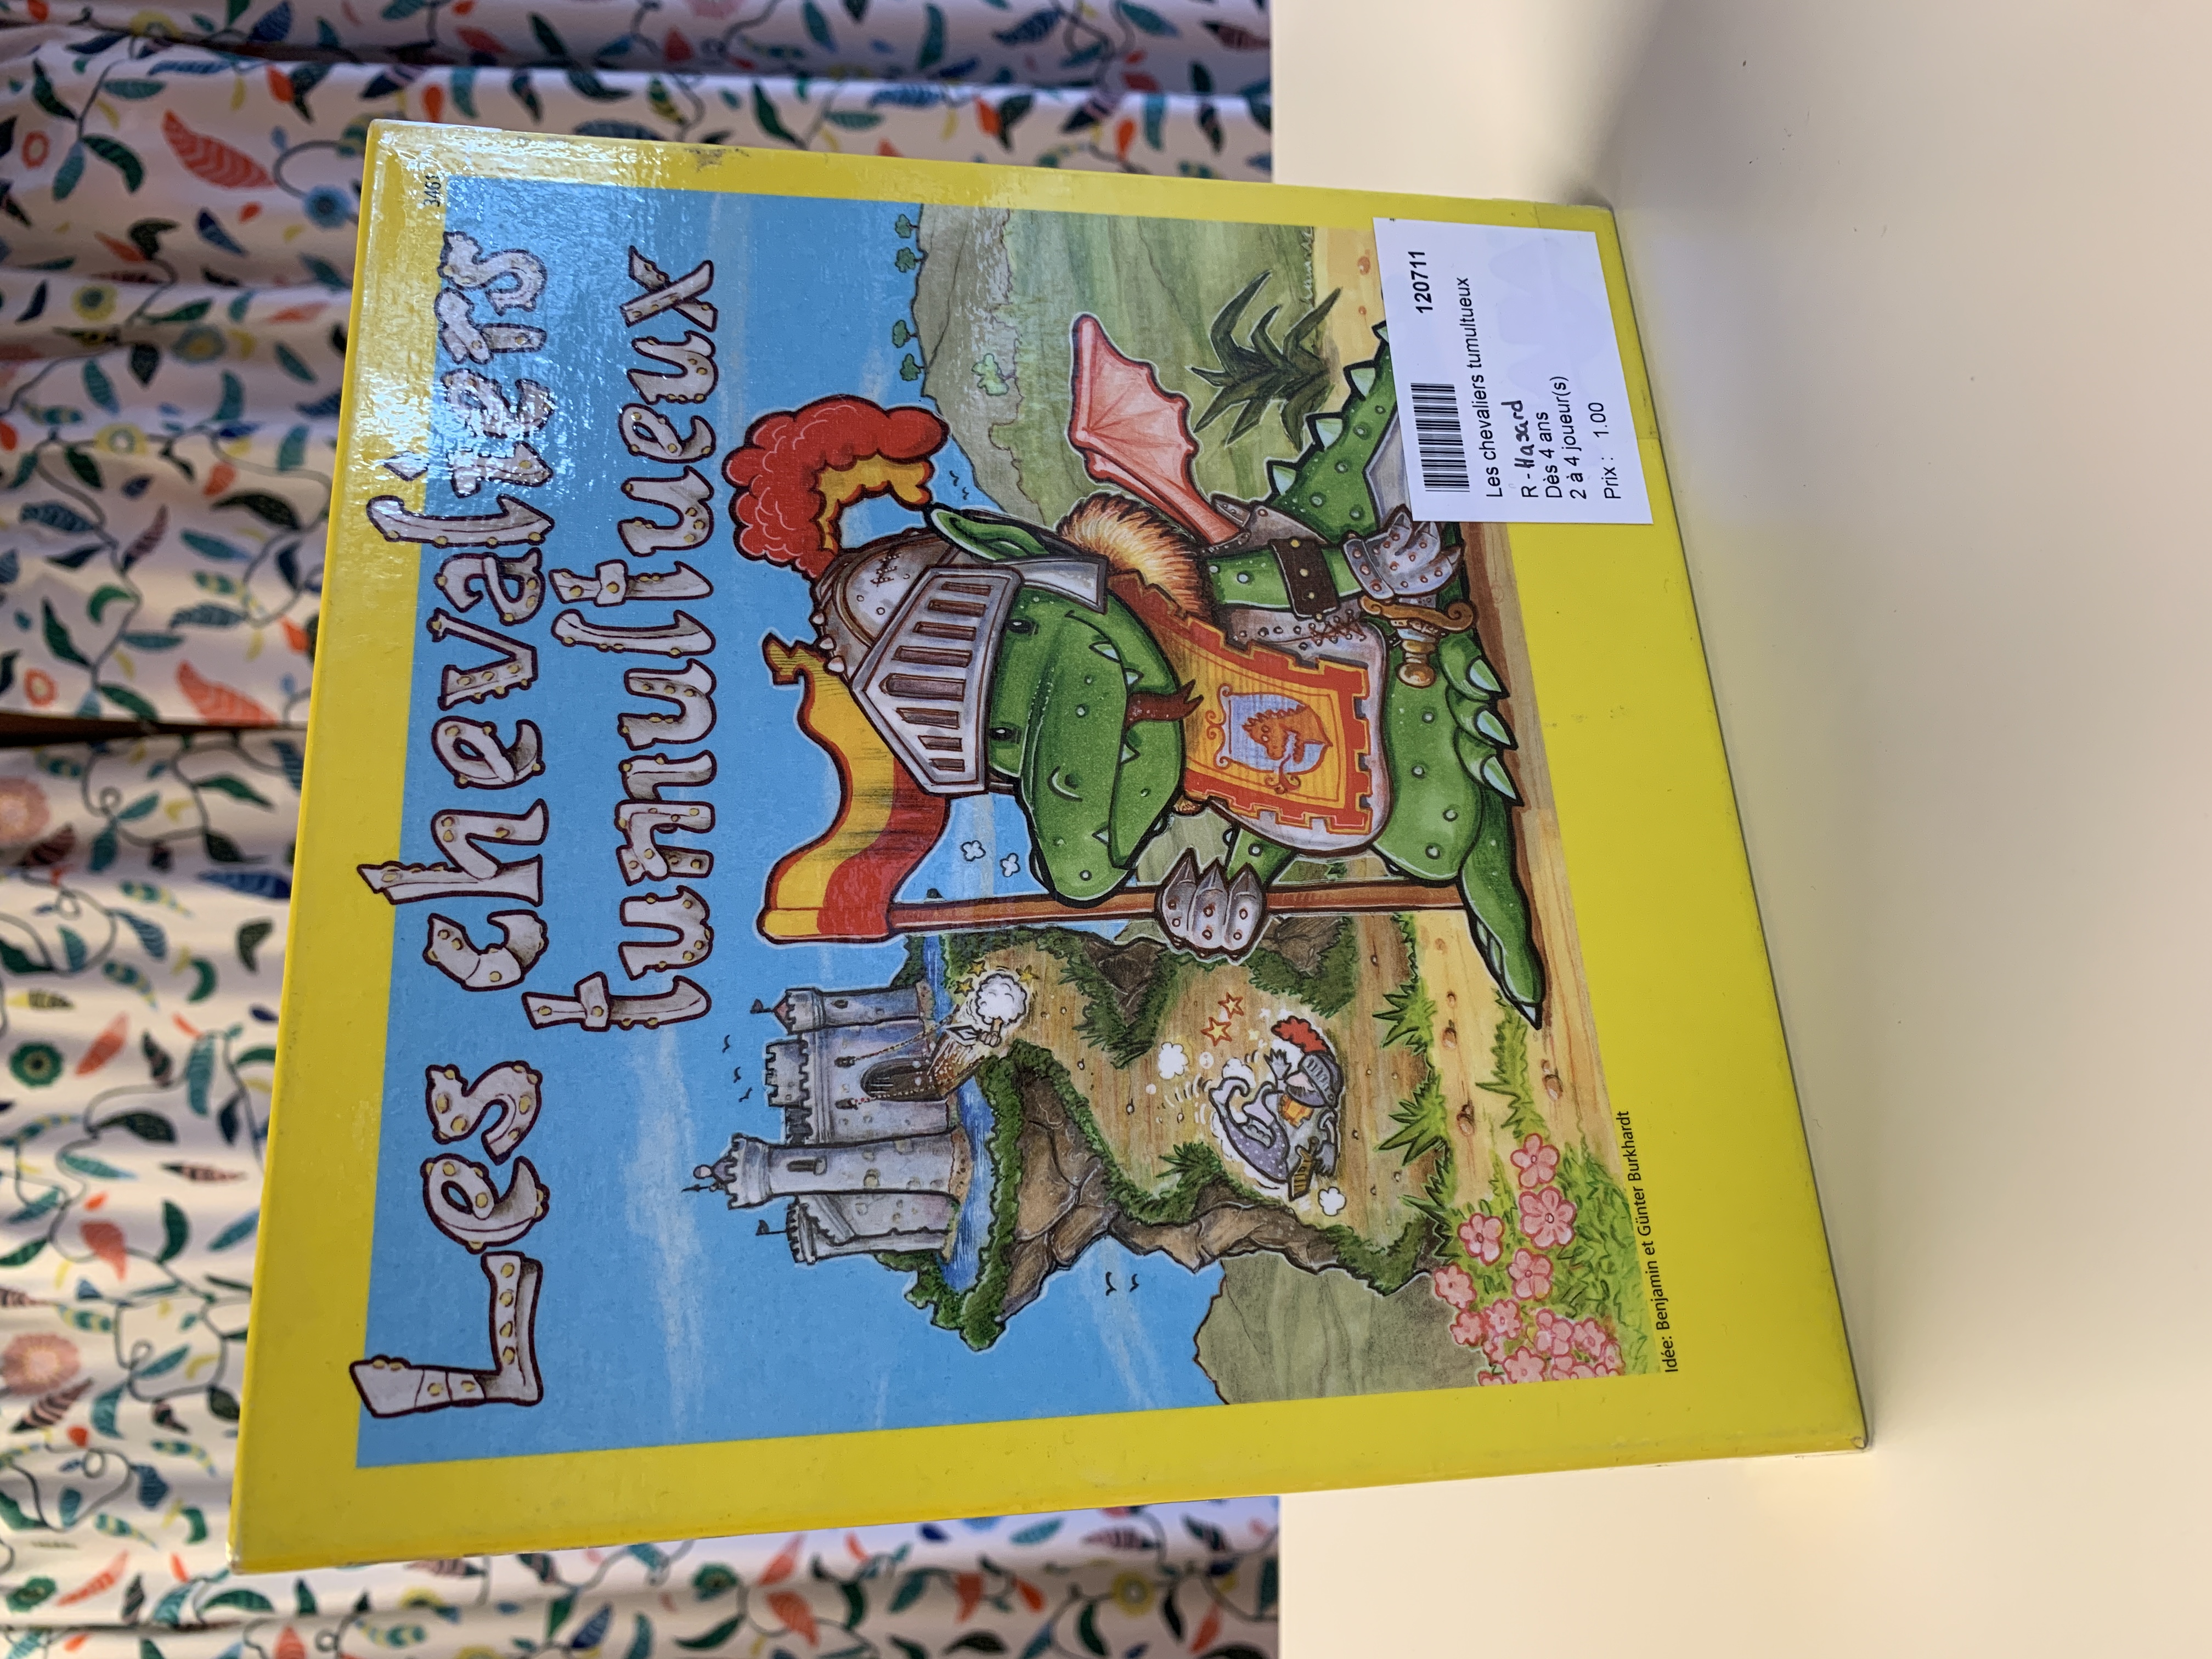 3461
Les chevaliers
tumultueux
120711
Les chevaliers tumultueux
R - Hasard
Dès 4 ans
2 à 4 joueur(s)
Prix : 1.00
Idée: Benjamin et Günter Burkhardt